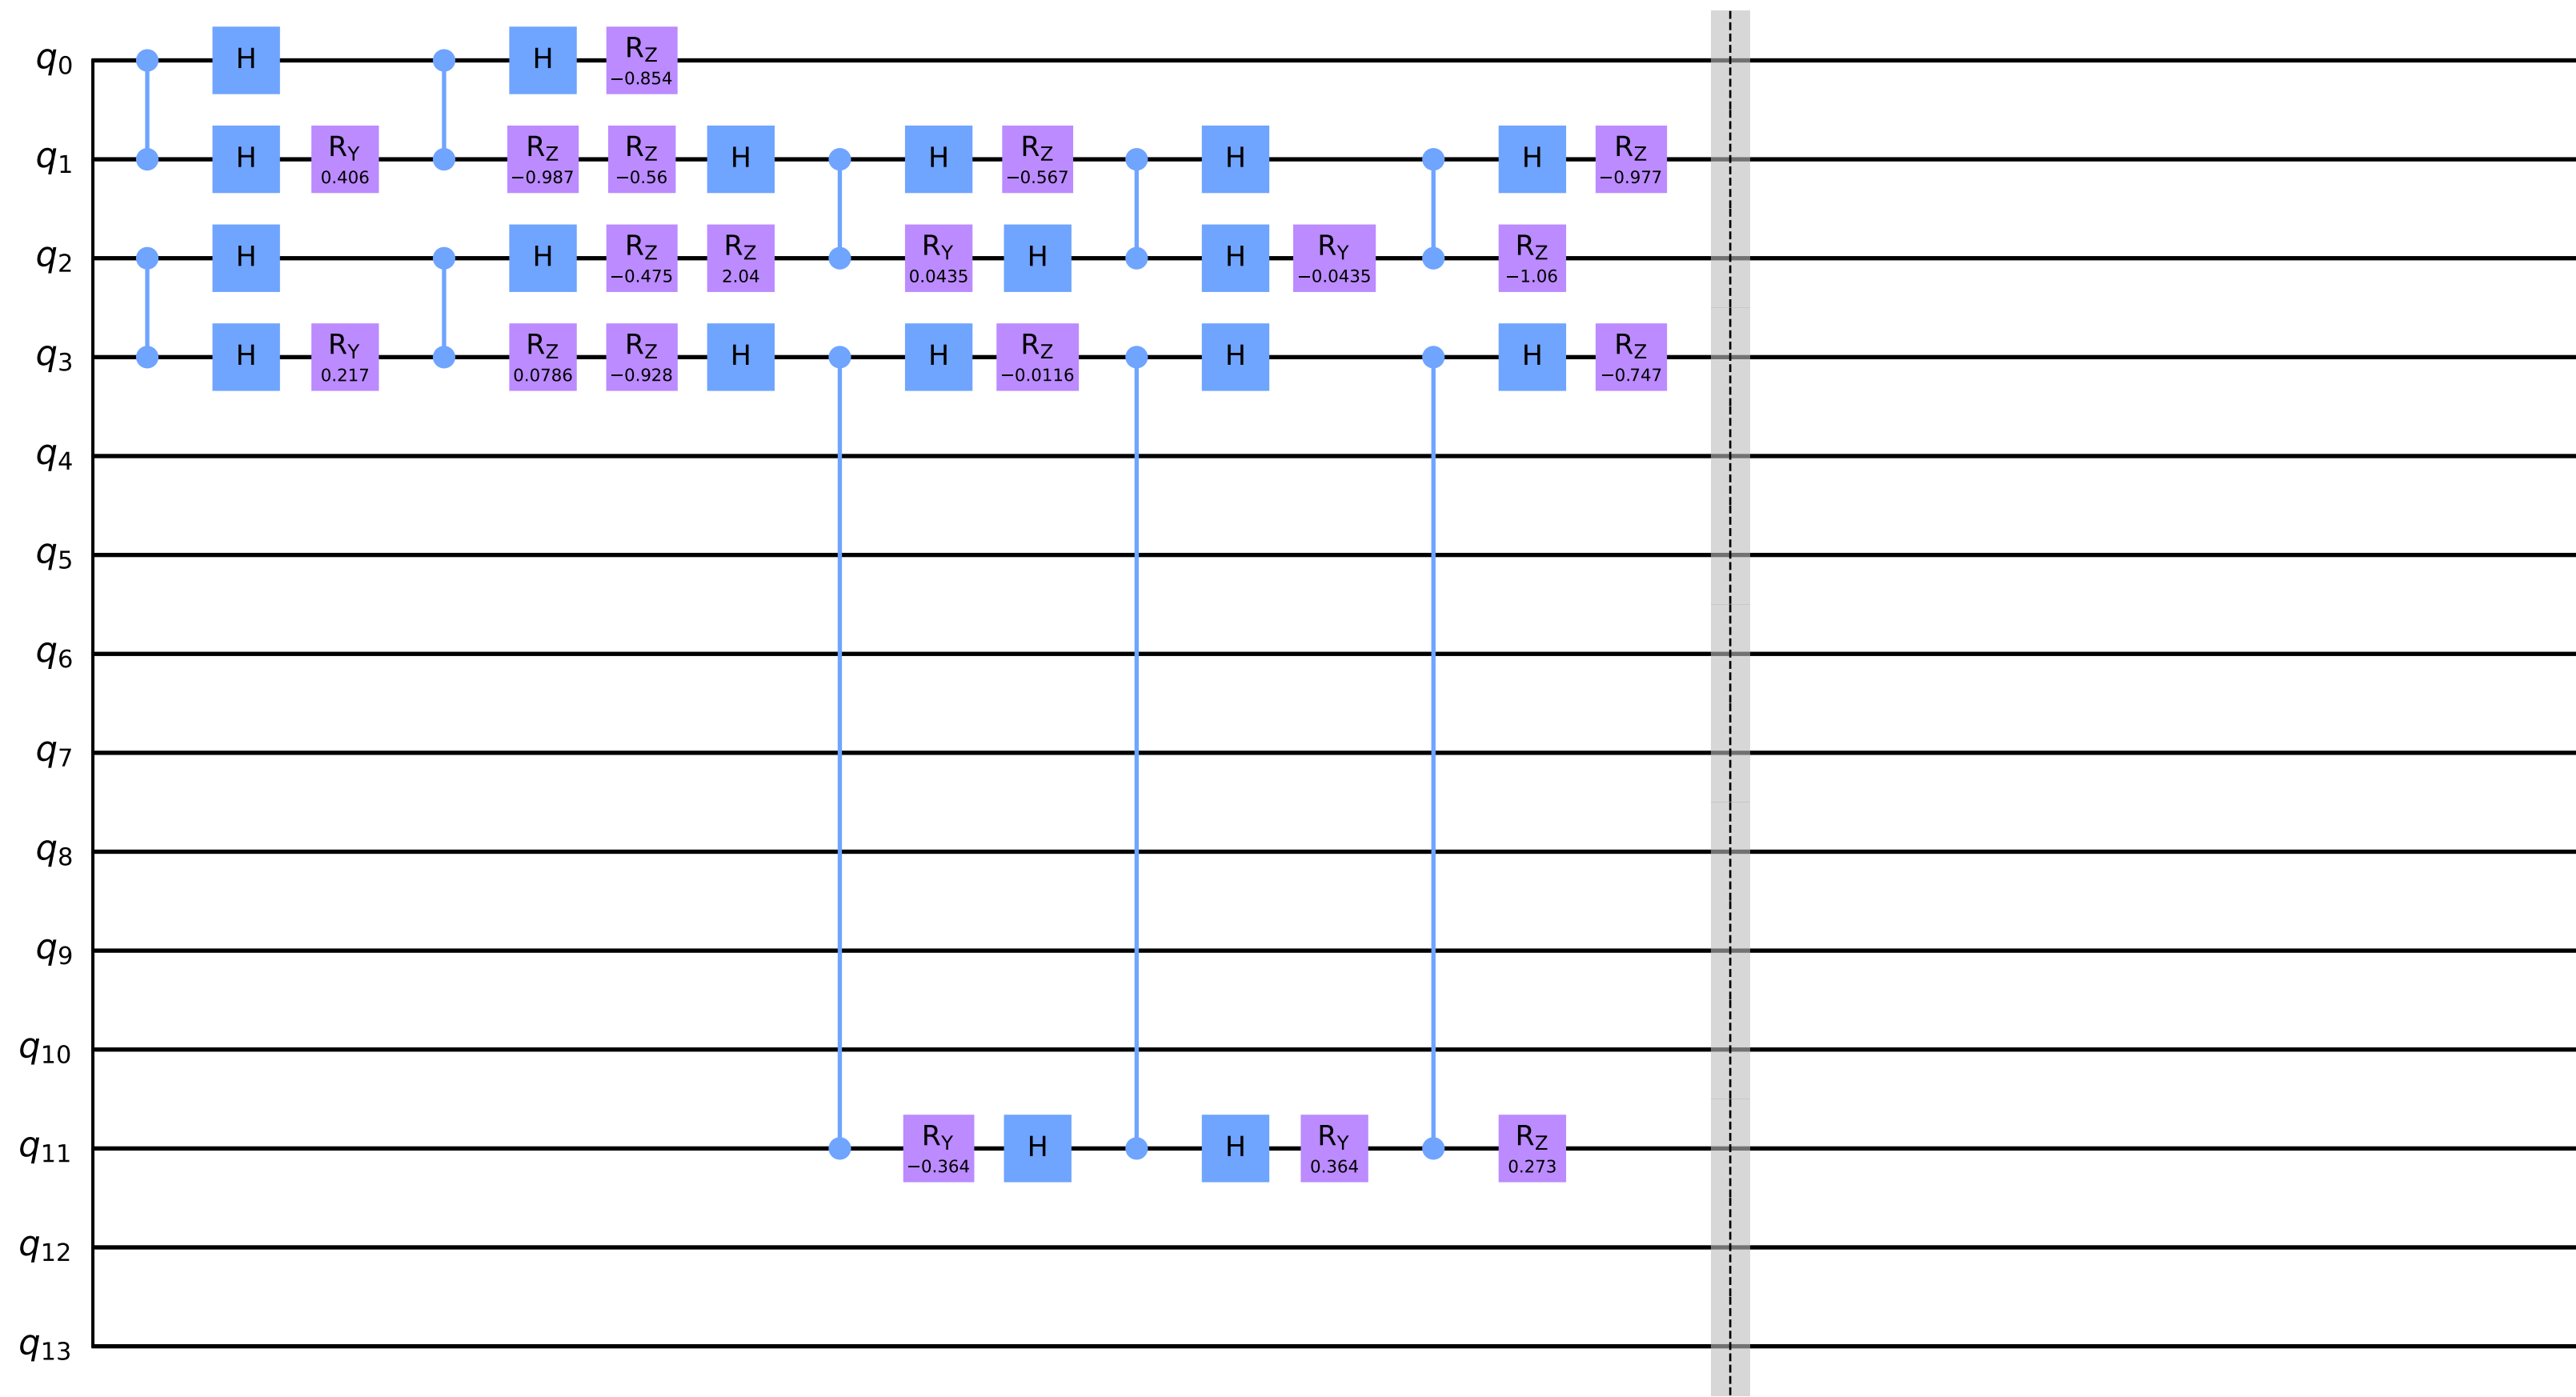 q0 H H RZ −0.854
q1 H RY 0.406 RZ −0.987 RZ −0.56 H H RZ −0.567 H H RZ −0.977
q2 H H RZ −0.475 RZ 2.04 RY 0.0435 H H RY −0.0435 RZ −1.06
q3 H RY 0.217 RZ 0.0786 RZ −0.928 H H RZ −0.0116 H H RZ −0.747
q4
q5
q6
q7
q8
q9
q10
q11 RY −0.364 H H RY 0.364 RZ 0.273
q12
q13